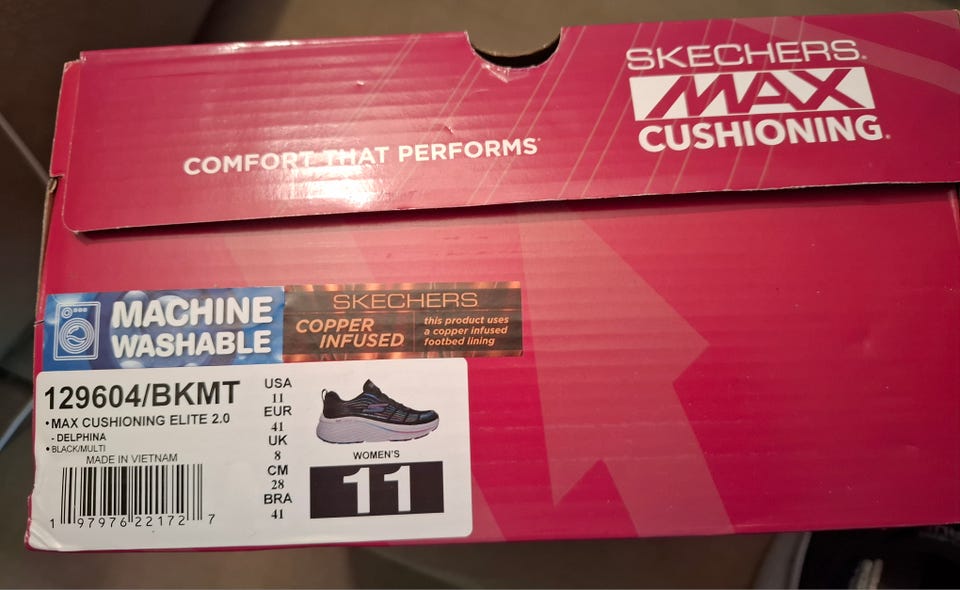 SKECHERS.
MAX
CUSHIONING.
COMFORT THAT PERFORMS
MACHINE
WASHABLE
SKECHERS
COPPER
INFUSED
this product uses
a copper infused
footbed lining
129604/BKMT
•MAX CUSHIONING ELITE 2.0
- DELPHINA
•BLACK/MULTI
MADE IN VIETNAM
1 97976 22172 7
USA
11
EUR
41
UK
8
CM
28
BRA
41
WOMEN'S
11